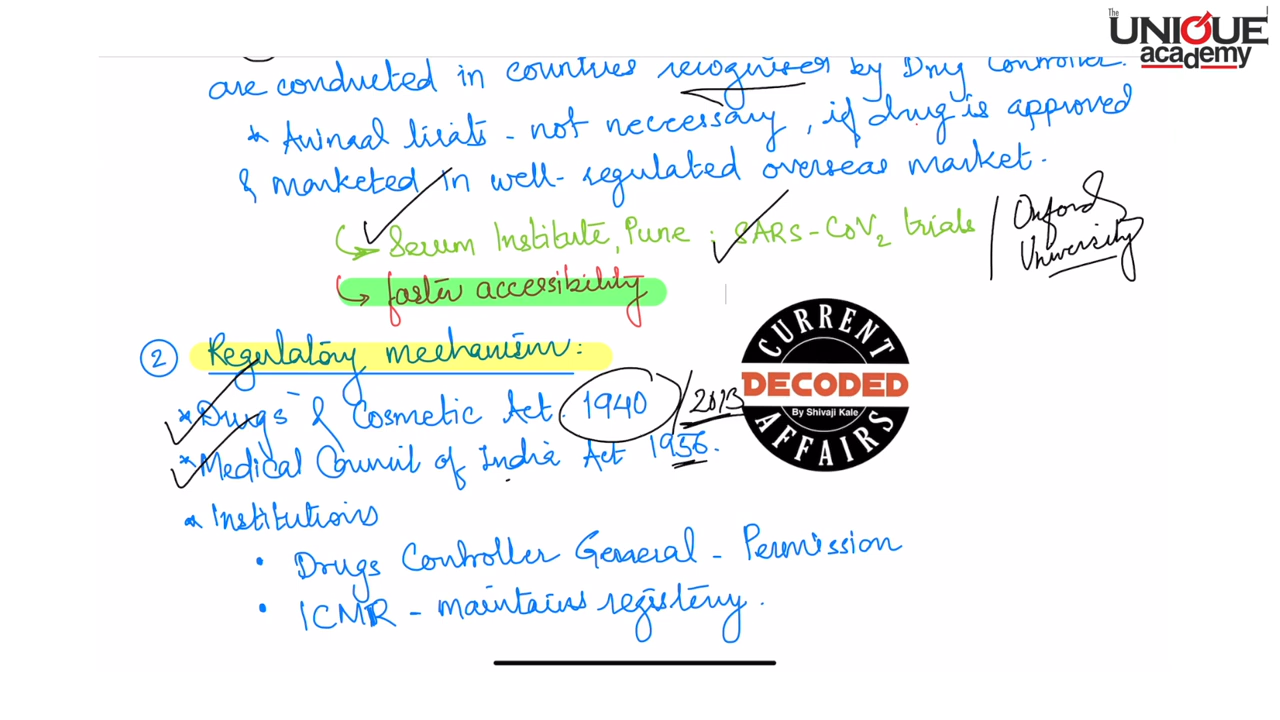 The
UNIQUE
academy
are conducted in countries recognised by Drug Controller.
* Animal trials - not neccessary, if drug is approved
& marketed in well-regulated overseas market.
↳ Serum Institute, Pune : SARS-CoV2 trials / Oxford
University
↳ faster accessibility
② Regulatory mechanism:
* Drugs & Cosmetic Act 1940 / 2013
* Medical Council of India Act 1956.
* Institutions
• Drugs Controller General - Permission
• ICMR - maintains registery.
CURRENT
DECODED
By Shivaji Kale
AFFAIRS